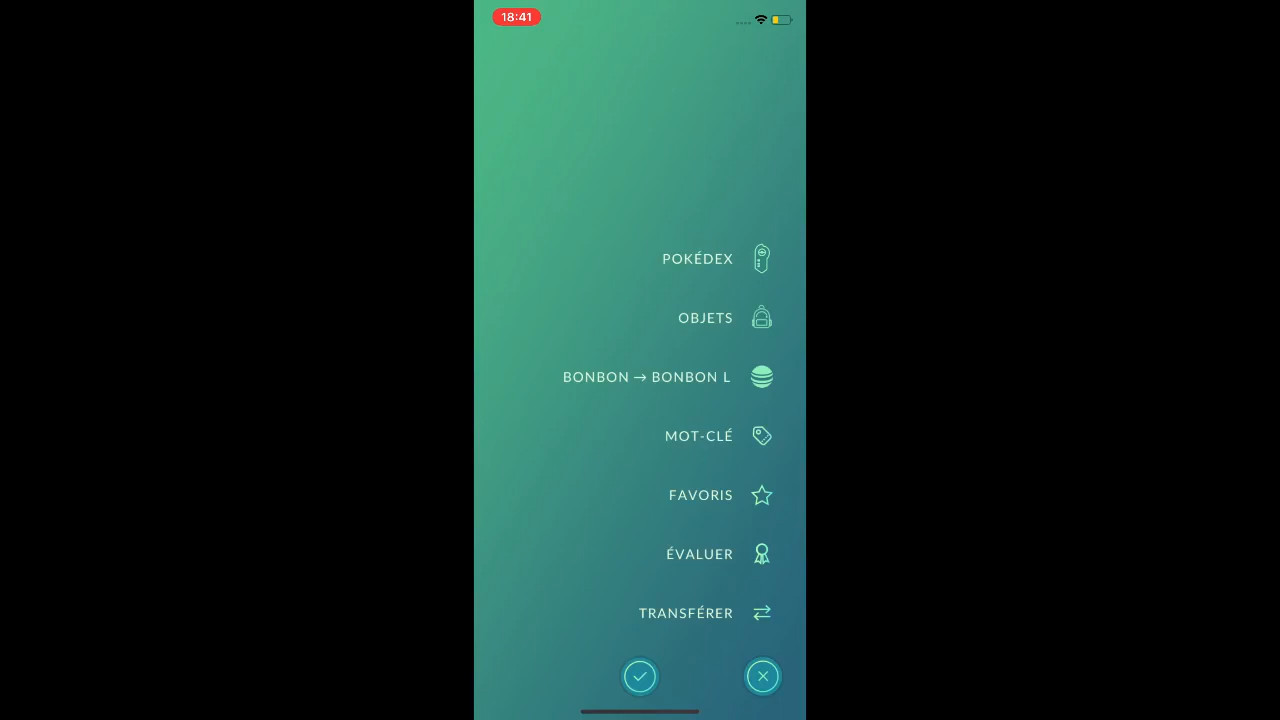 18:41
POKÉDEX
OBJETS
BONBON → BONBON L
MOT-CLÉ
FAVORIS
ÉVALUER
TRANSFÉRER